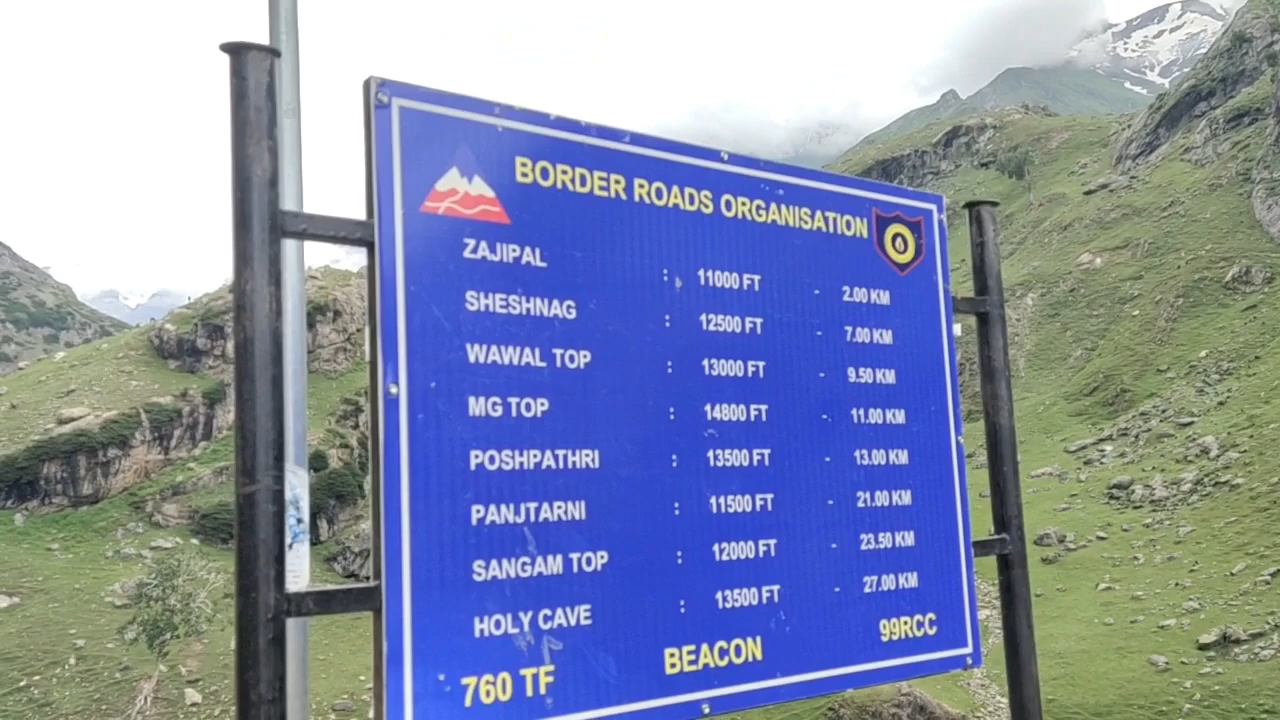 BORDER ROADS ORGANISATION
ZAJIPAL : 11000 FT - 2.00 KM
SHESHNAG : 12500 FT - 7.00 KM
WAWAL TOP : 13000 FT - 9.50 KM
MG TOP : 14800 FT - 11.00 KM
POSHPATHRI : 13500 FT - 13.00 KM
PANJTARNI : 11500 FT - 21.00 KM
SANGAM TOP : 12000 FT - 23.50 KM
HOLY CAVE : 13500 FT - 27.00 KM
760 TF BEACON 99RCC